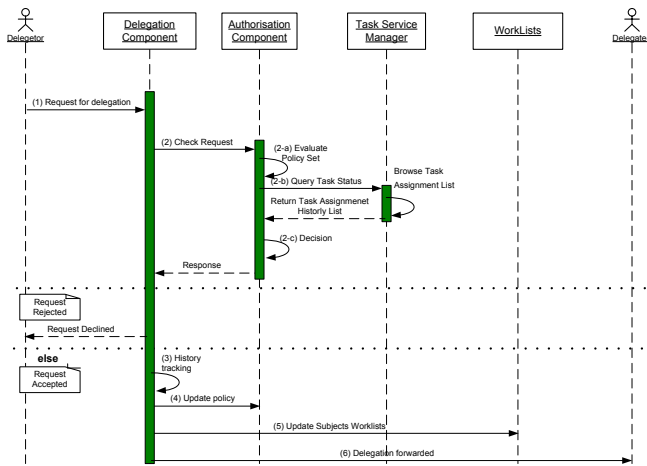 Delegetor
Delegation
Component
Authorisation
Component
Task Service
Manager
WorkLists
Delegate
(1) Request for delegation
(2) Check Request
(2-a) Evaluate
Policy Set
(2-b) Query Task Status
Browse Task
Assignment List
Return Task Assignmenet
Historly List
(2-c) Decision
Response
Request
Rejected
Request Declined
else
Request
Accepted
(3) History
tracking
(4) Update policy
(5) Update Subjects Worklists
(6) Delegation forwarded